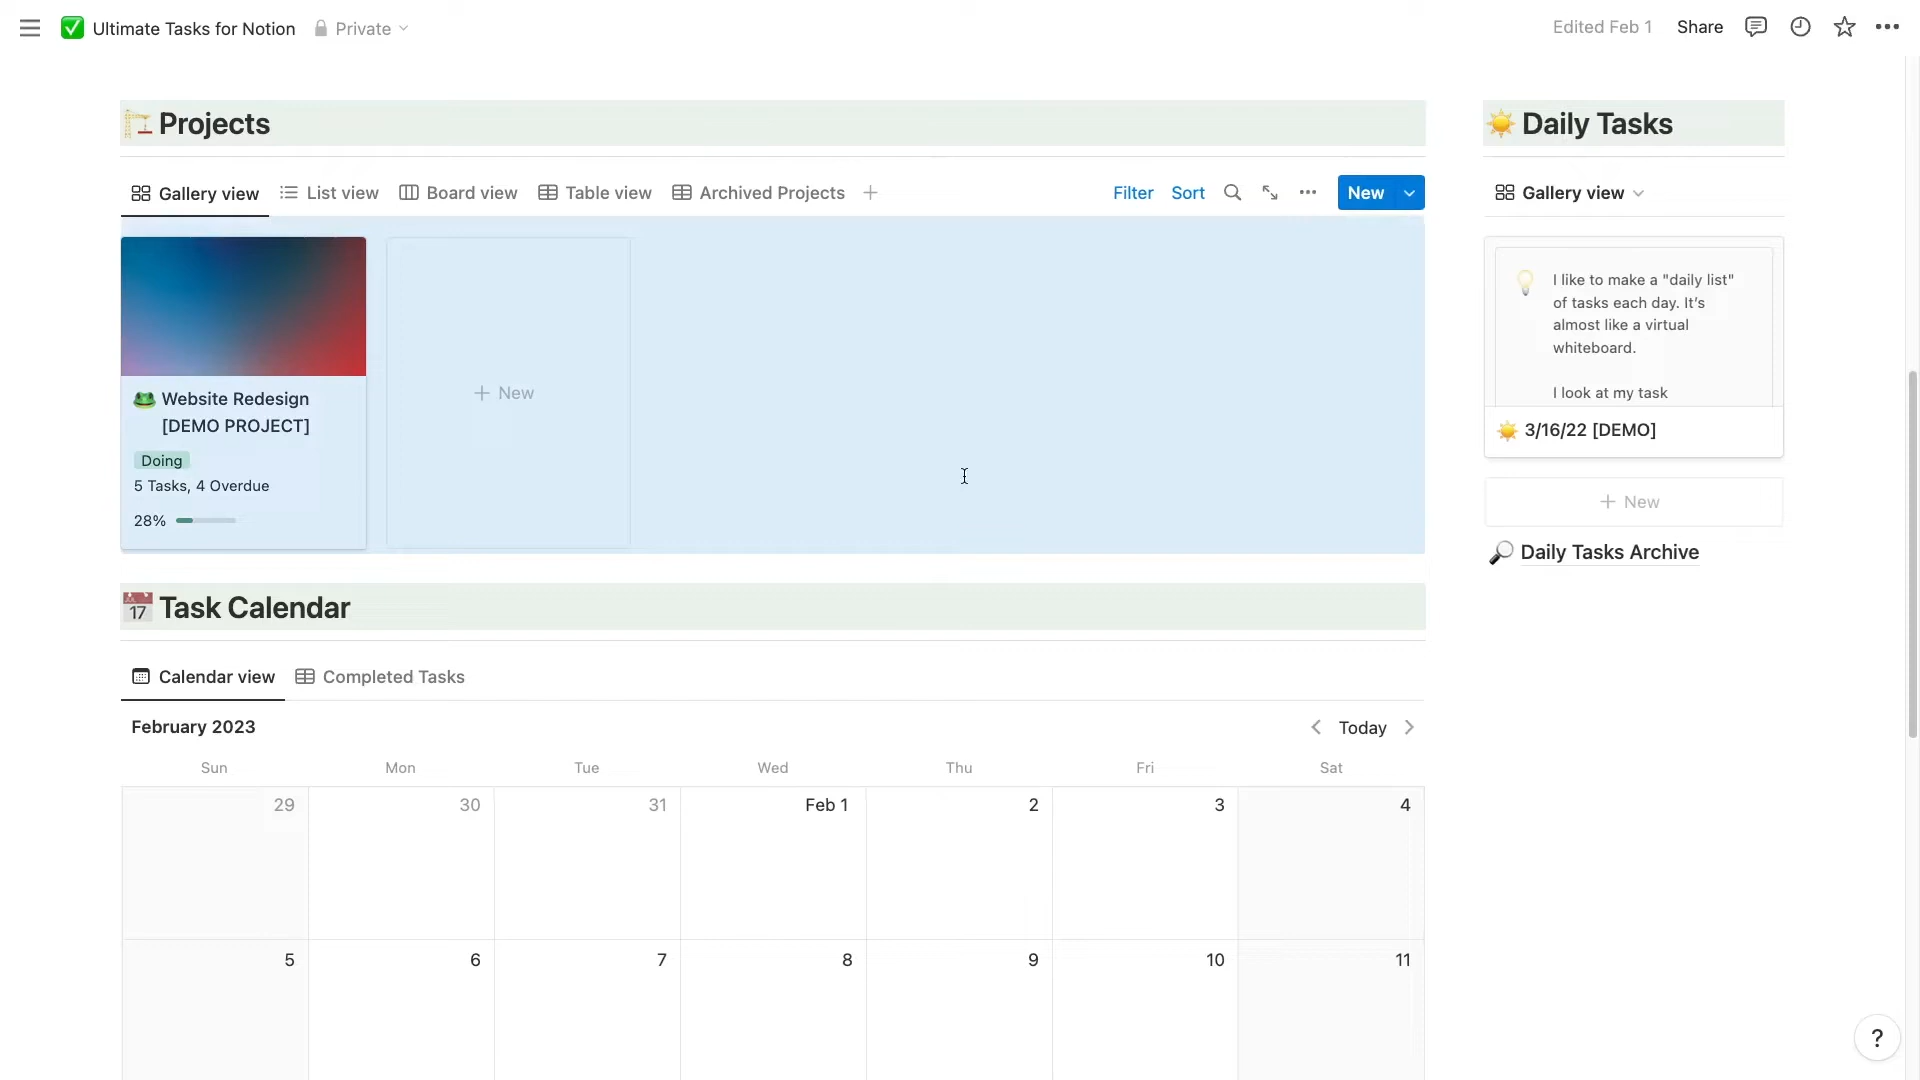 Ultimate Tasks for Notion
Private
Edited Feb 1
Share
Projects
Gallery view
List view
Board view
Table view
Archived Projects
Filter
Sort
New
Website Redesign
[DEMO PROJECT]
Doing
5 Tasks, 4 Overdue
28%
+ New
Daily Tasks
Gallery view
I like to make a "daily list"
of tasks each day. It's
almost like a virtual
whiteboard.
I look at my task
3/16/22 [DEMO]
+ New
Daily Tasks Archive
17
Task Calendar
Calendar view
Completed Tasks
February 2023
Today
Sun Mon Tue Wed Thu Fri Sat
29 30 31 Feb 1 2 3 4
5 6 7 8 9 10 11
?